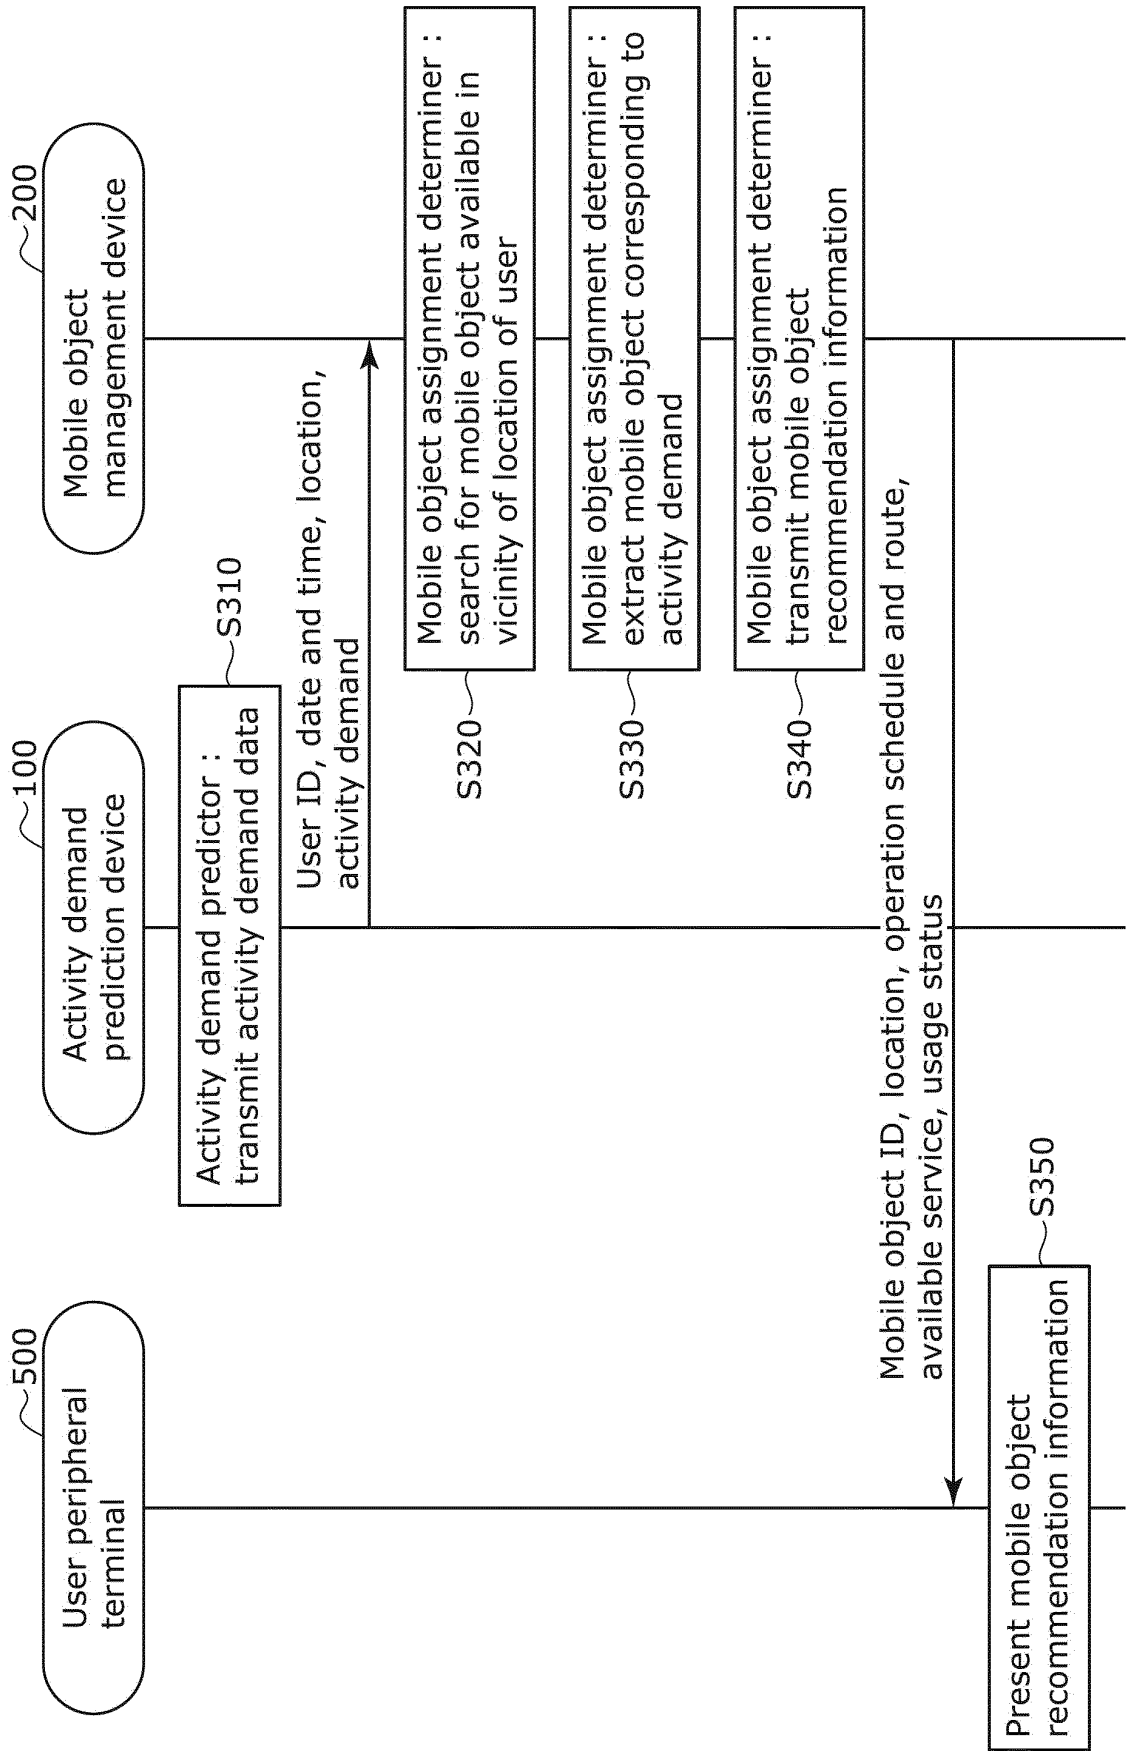 500
User peripheral
terminal
100
Activity demand
prediction device
200
Mobile object
management device
S310
Activity demand predictor :
transmit activity demand data
User ID, date and time, location,
activity demand
S320
Mobile object assignment determiner :
search for mobile object available in
vicinity of location of user
S330
Mobile object assignment determiner :
extract mobile object corresponding to
activity demand
S340
Mobile object assignment determiner :
transmit mobile object
recommendation information
Mobile object ID, location, operation schedule and route,
available service, usage status
S350
Present mobile object
recommendation information